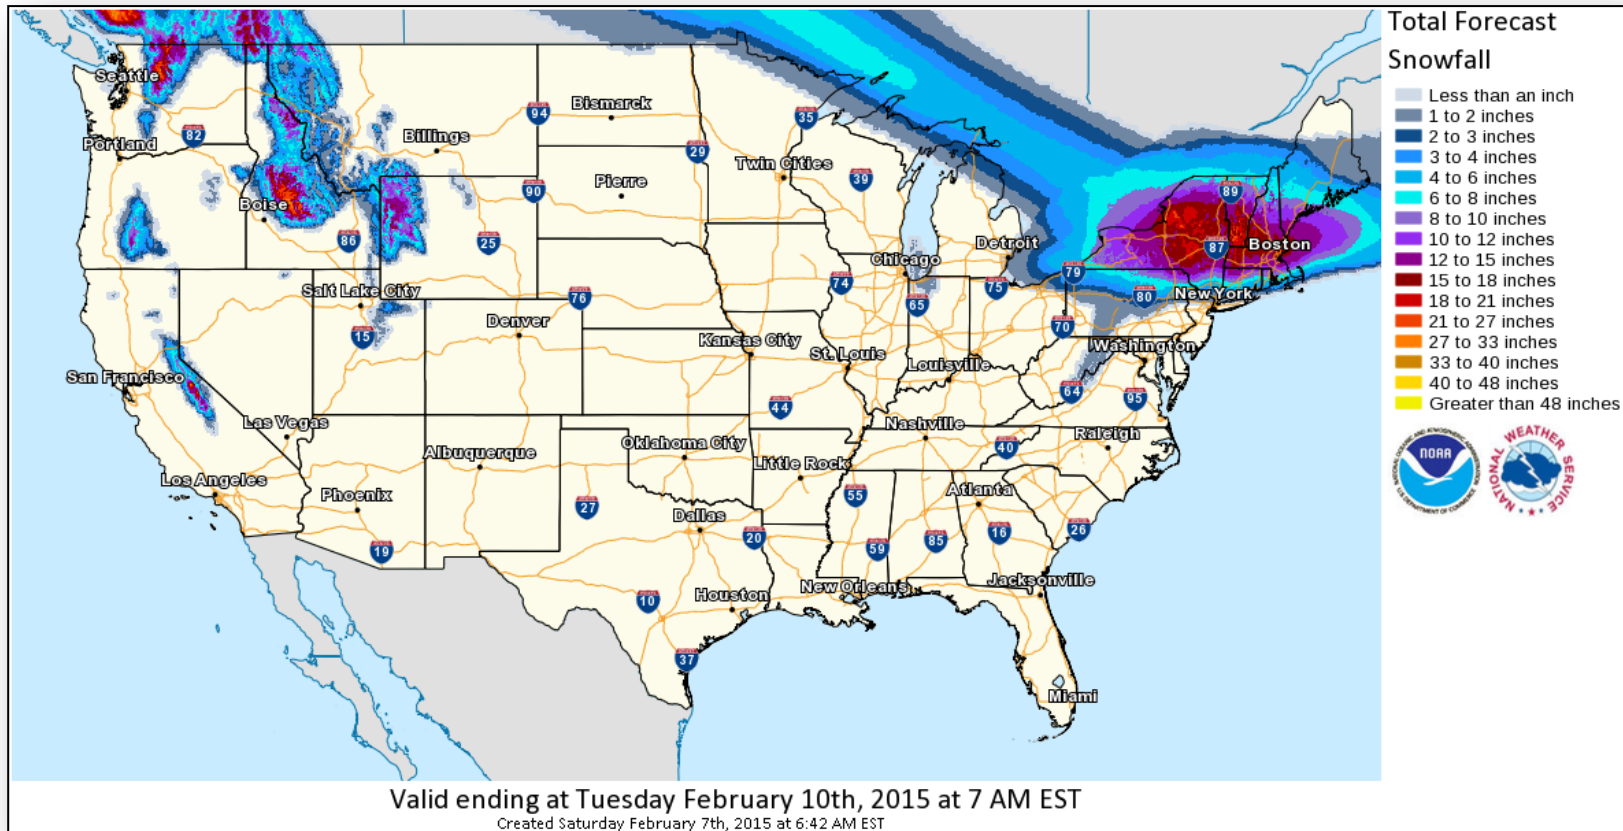 Total Forecast
Snowfall
Less than an inch
1 to 2 inches
2 to 3 inches
3 to 4 inches
4 to 6 inches
6 to 8 inches
8 to 10 inches
10 to 12 inches
12 to 15 inches
15 to 18 inches
18 to 21 inches
21 to 27 inches
27 to 33 inches
33 to 40 inches
40 to 48 inches
Greater than 48 inches
NOAA
NATIONAL WEATHER SERVICE
Seattle
Portland
82
Billings
94
Bismarck
35
29
Twin Cities
39
90
Pierre
Boise
86
25
89
87
Boston
Detroit
Chicago
79
74
65
75
80
New York
Salt Lake City
76
Denver
15
70
Washington
Kansas City
St. Louis
Louisville
San Francisco
64
95
44
Las Vegas
Nashville
Raleigh
40
Albuquerque
Oklahoma City
Little Rock
Los Angeles
Phoenix
55
Atlanta
27
Dallas
20
26
16
85
59
19
New Orleans
Jacksonville
10
Houston
37
Miami
Valid ending at Tuesday February 10th, 2015 at 7 AM EST
Created Saturday February 7th, 2015 at 6:42 AM EST